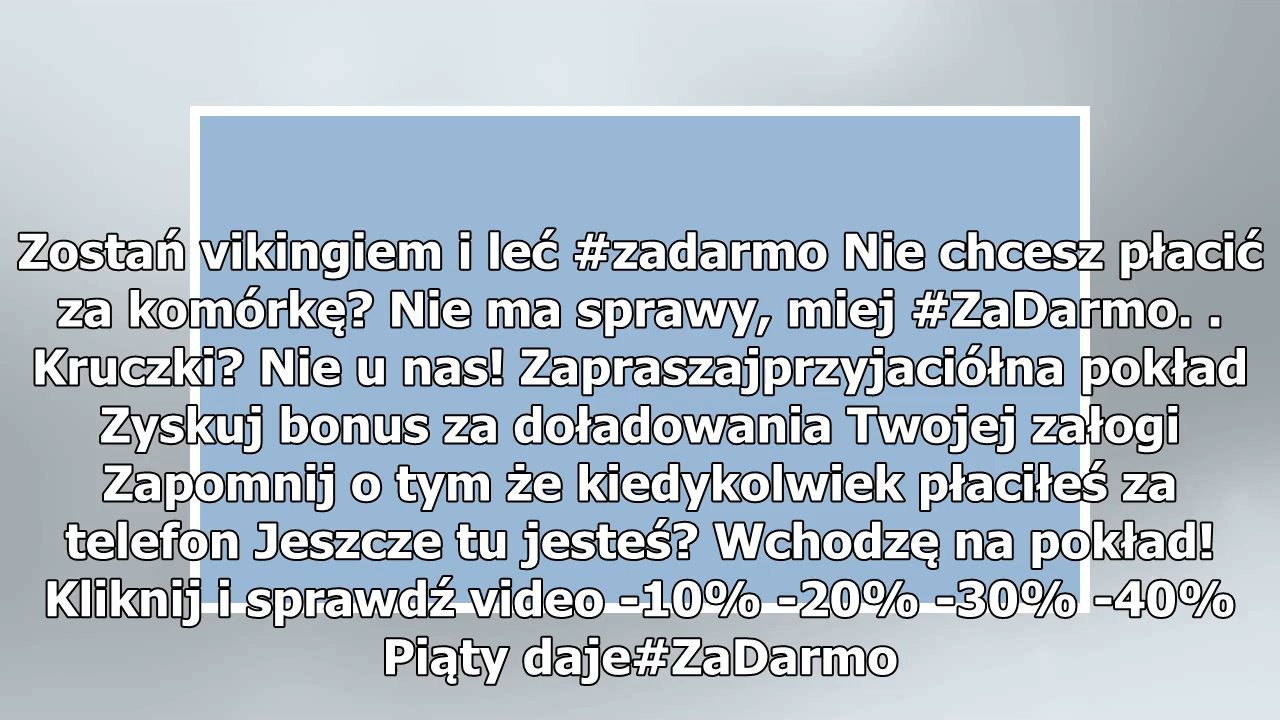 Zostań vikingiem i leć #zadarmo Nie chcesz płacić
za komórkę? Nie ma sprawy, miej #ZaDarmo. .
Kruczki? Nie u nas! Zapraszajprzyjaciółna pokład
Zyskuj bonus za doładowania Twojej załogi
Zapomnij o tym że kiedykolwiek płaciłeś za
telefon Jeszcze tu jesteś? Wchodzę na pokład!
Kliknij i sprawdź video -10% -20% -30% -40%
Piąty daje#ZaDarmo